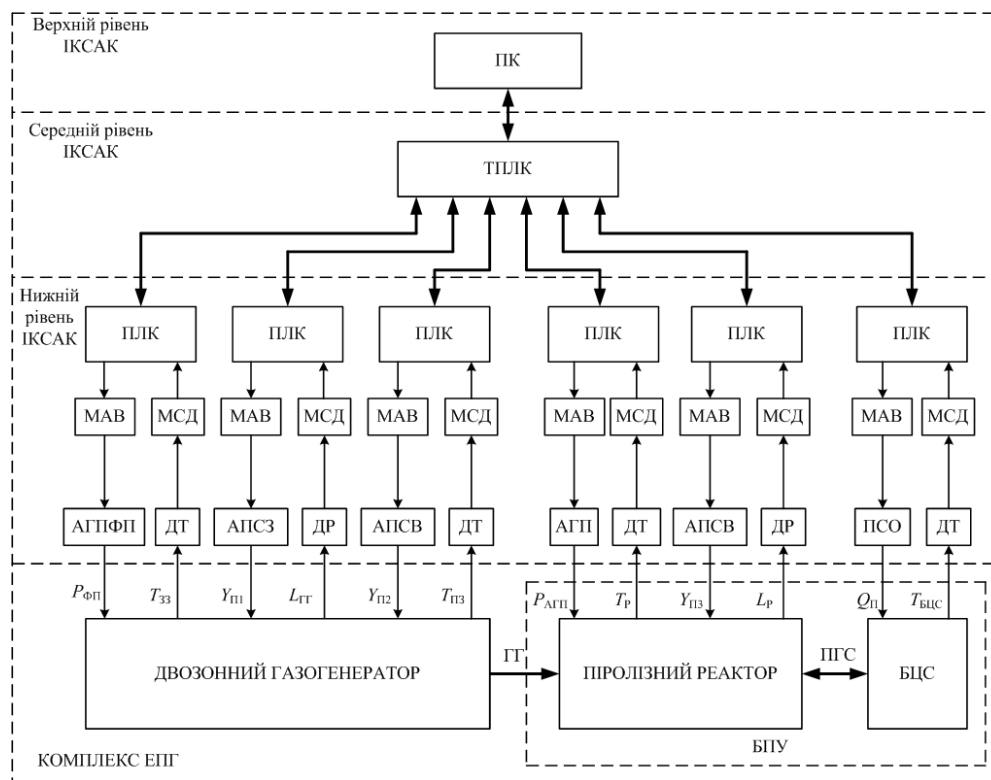 Верхній рівень
ІКСАК
ПК
Середній рівень
ІКСАК
ТПЛК
Нижній
рівень
ІКСАК
ПЛК ПЛК ПЛК ПЛК ПЛК ПЛК
МАВ МСД МАВ МСД МАВ МСД МАВ МСД МАВ МСД МАВ МСД
АГПФП ДТ АПСЗ ДР АПСВ ДТ АГП ДТ АПСВ ДР ПСО ДТ
PФП TЗЗ YП1 LГГ YП2 TПЗ PАГП TР YП3 LР QП TБЦС
ДВОЗОННИЙ ГАЗОГЕНЕРАТОР ГГ ПІРОЛІЗНИЙ РЕАКТОР ПГС БЦС
БПУ
КОМПЛЕКС ЕПГ